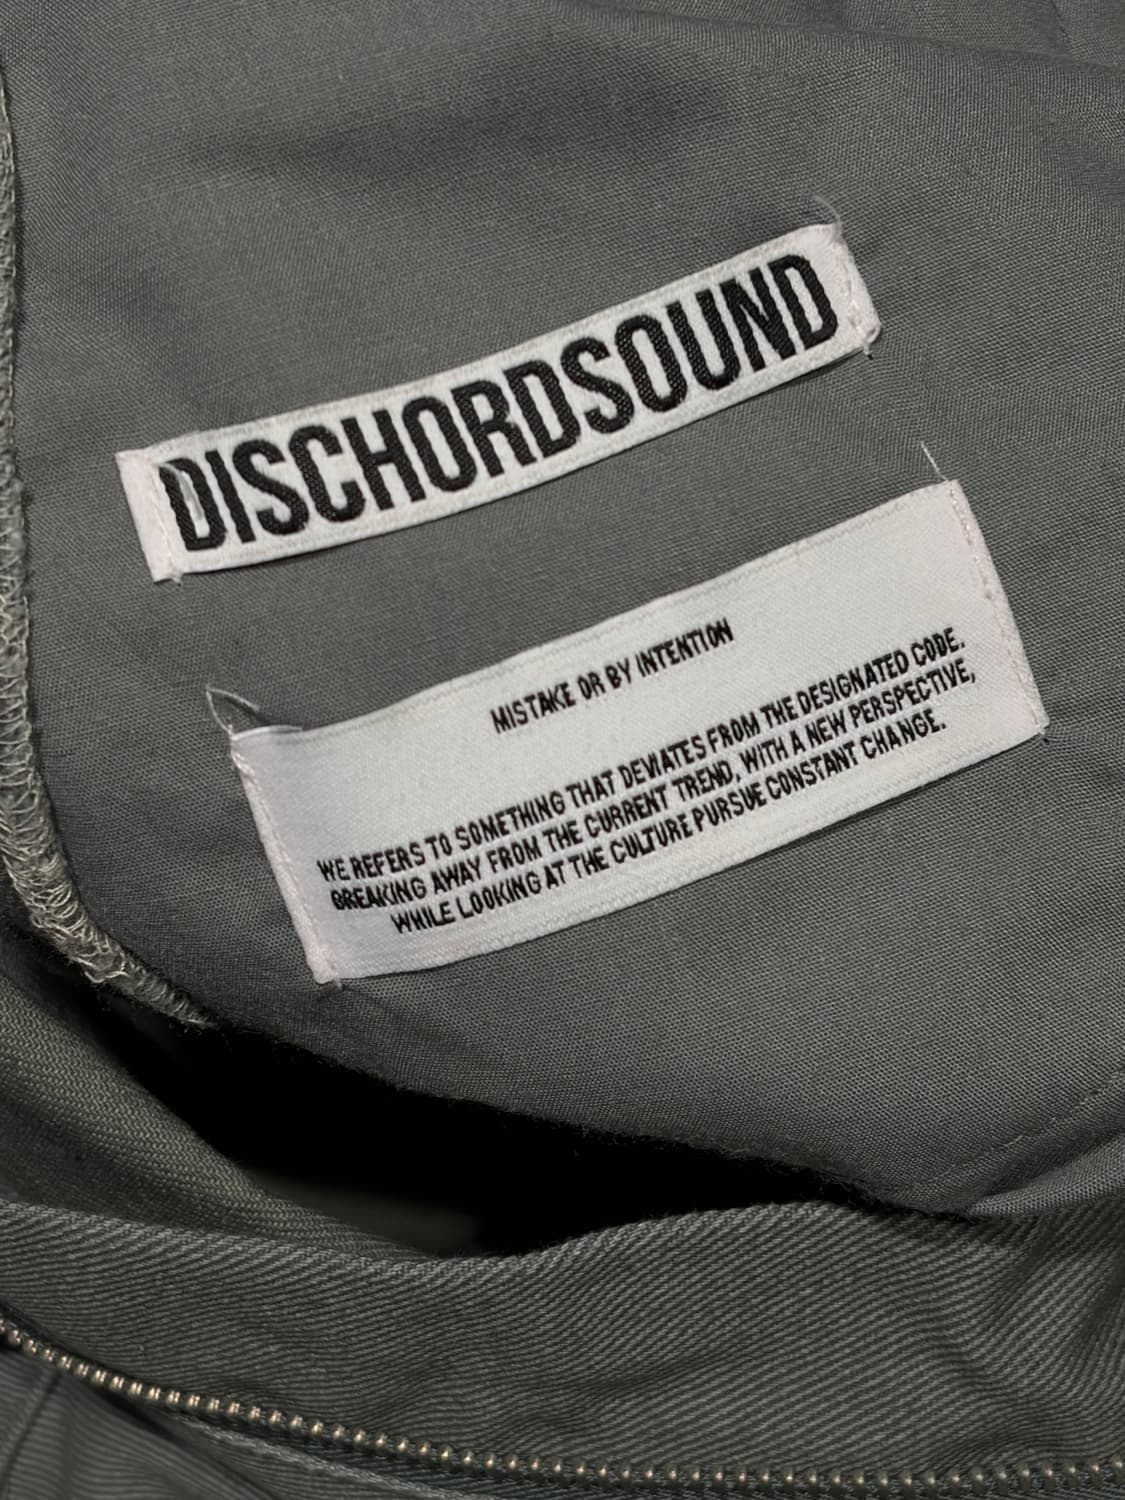 DISCHORDSOUND
MISTAKE OR BY INTENTION
WE REFERS TO SOMETHING THAT DEVIATES FROM THE DESIGNATED CODE.
BREAKING AWAY FROM THE CURRENT TREND, WITH A NEW PERSPECTIVE,
WHILE LOOKING AT THE CULTURE PURSUE CONSTANT CHANGE.